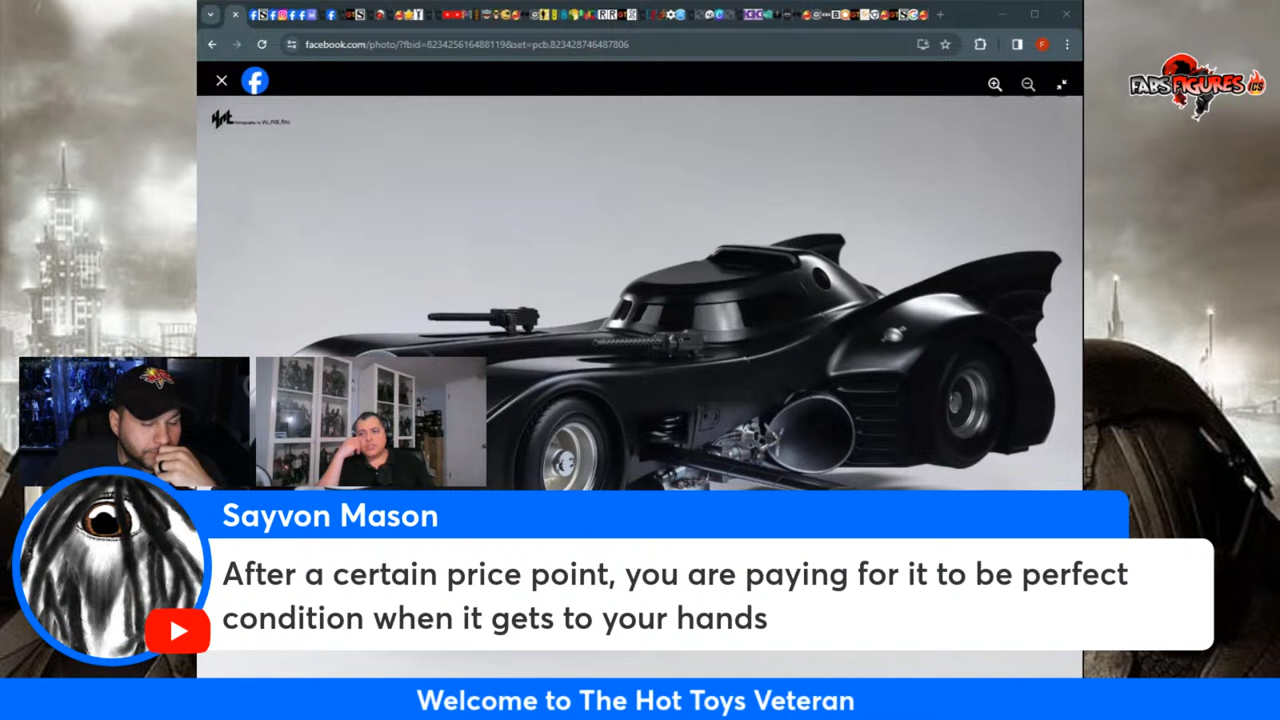 facebook.com/photo/?fbid=823425616488119&set=pcb.823428746487806
FABSFIGURES
Sayvon Mason
After a certain price point, you are paying for it to be perfect
condition when it gets to your hands
Welcome to The Hot Toys Veteran